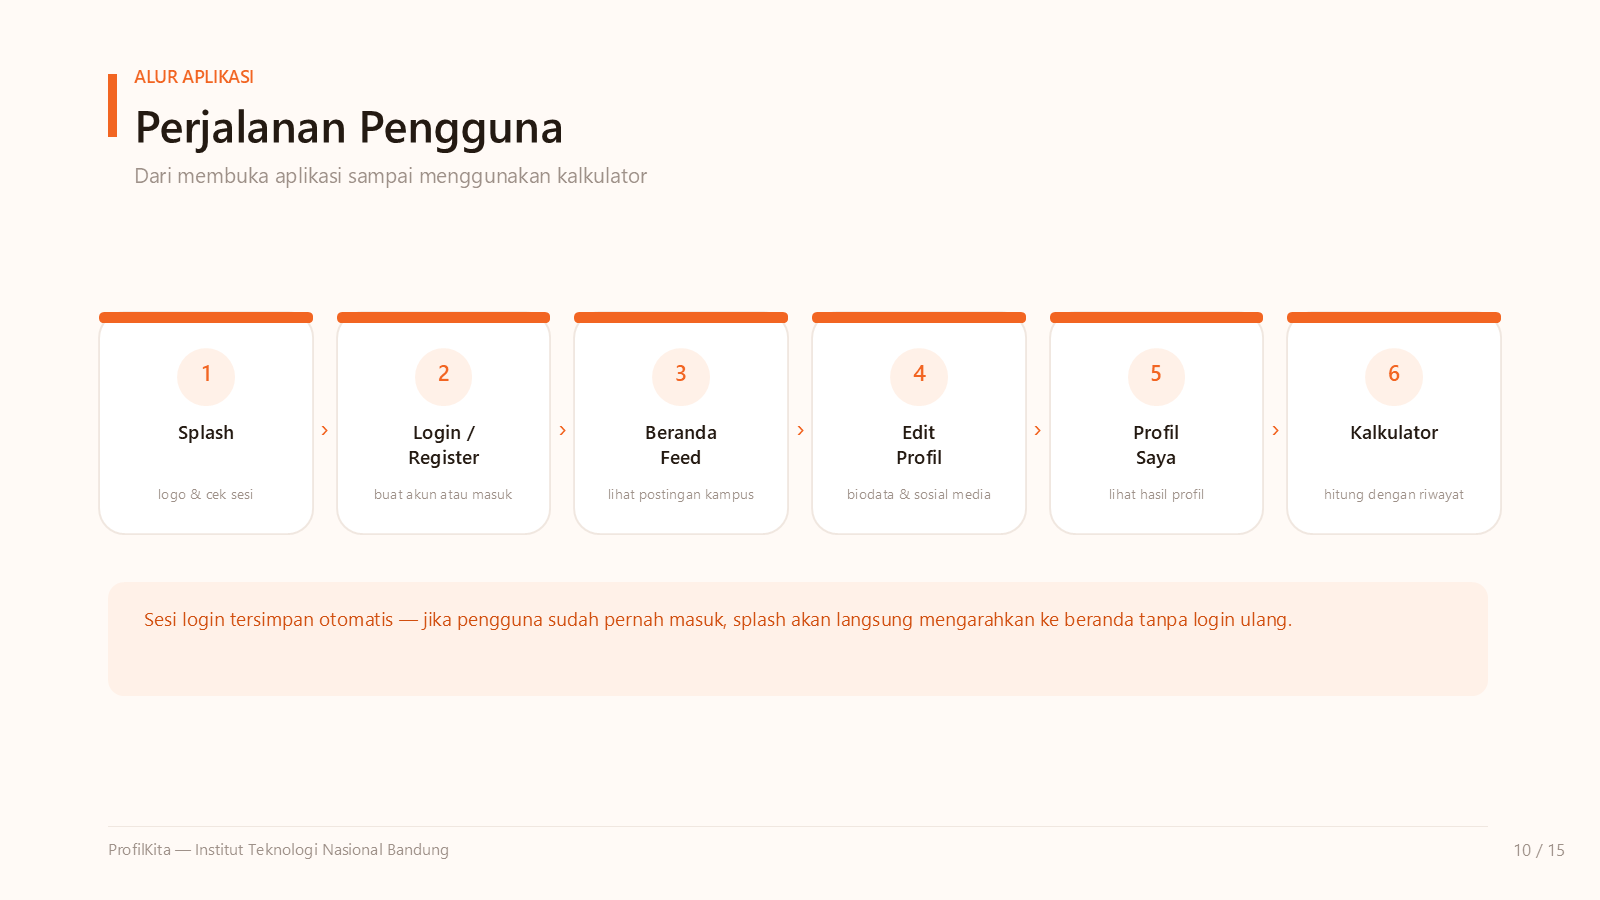 ALUR APLIKASI
Perjalanan Pengguna
Dari membuka aplikasi sampai menggunakan kalkulator
1
Splash
logo & cek sesi
›
2
Login /
Register
buat akun atau masuk
›
3
Beranda
Feed
lihat postingan kampus
›
4
Edit
Profil
biodata & sosial media
›
5
Profil
Saya
lihat hasil profil
›
6
Kalkulator
hitung dengan riwayat
Sesi login tersimpan otomatis — jika pengguna sudah pernah masuk, splash akan langsung mengarahkan ke beranda tanpa login ulang.
ProfilKita — Institut Teknologi Nasional Bandung
10 / 15